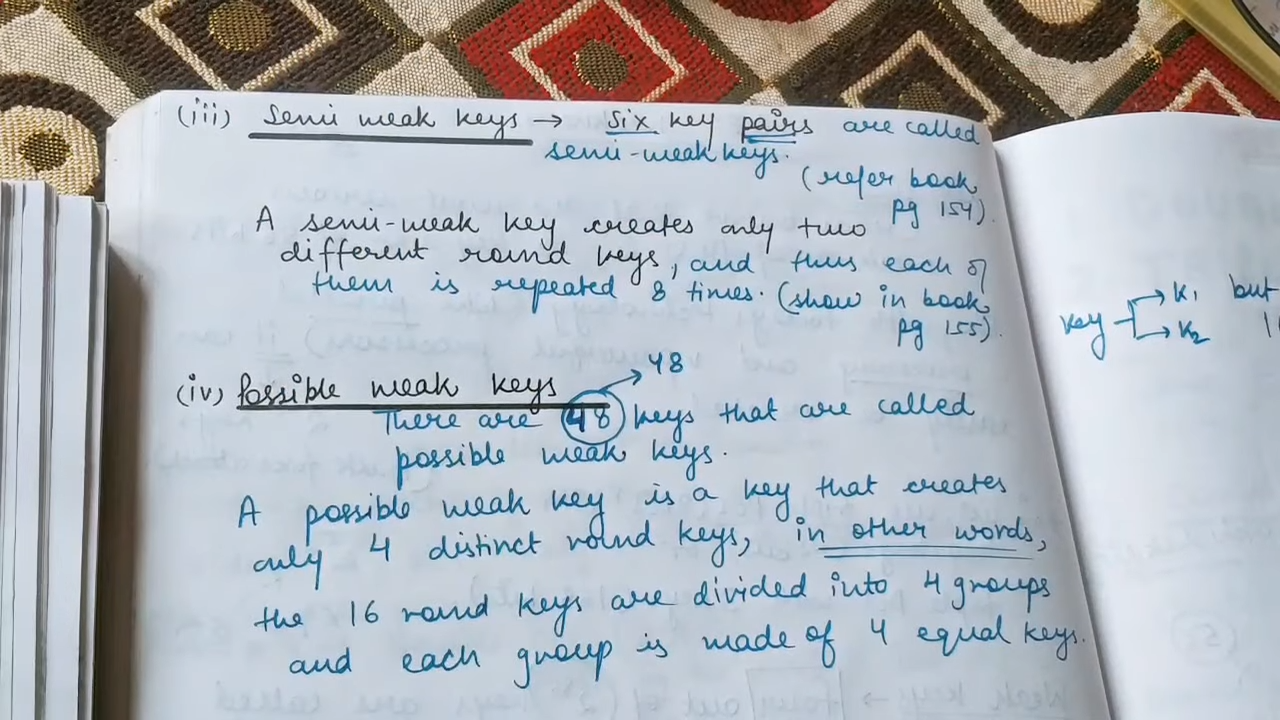 (iii) Semi weak keys → Six key pairs are called
semi-weak keys.
(refer book
pg 154).
A semi-weak key creates only two
different round keys, and thus each of
them is repeated 8 times. (show in book
pg 155).
48
(iv) Possible weak keys
There are 48 keys that are called
possible weak keys.
A possible weak key is a key that creates
only 4 distinct round keys, in other words,
the 16 round keys are divided into 4 groups
and each group is made of 4 equal keys.
key → K1 but
→ K2